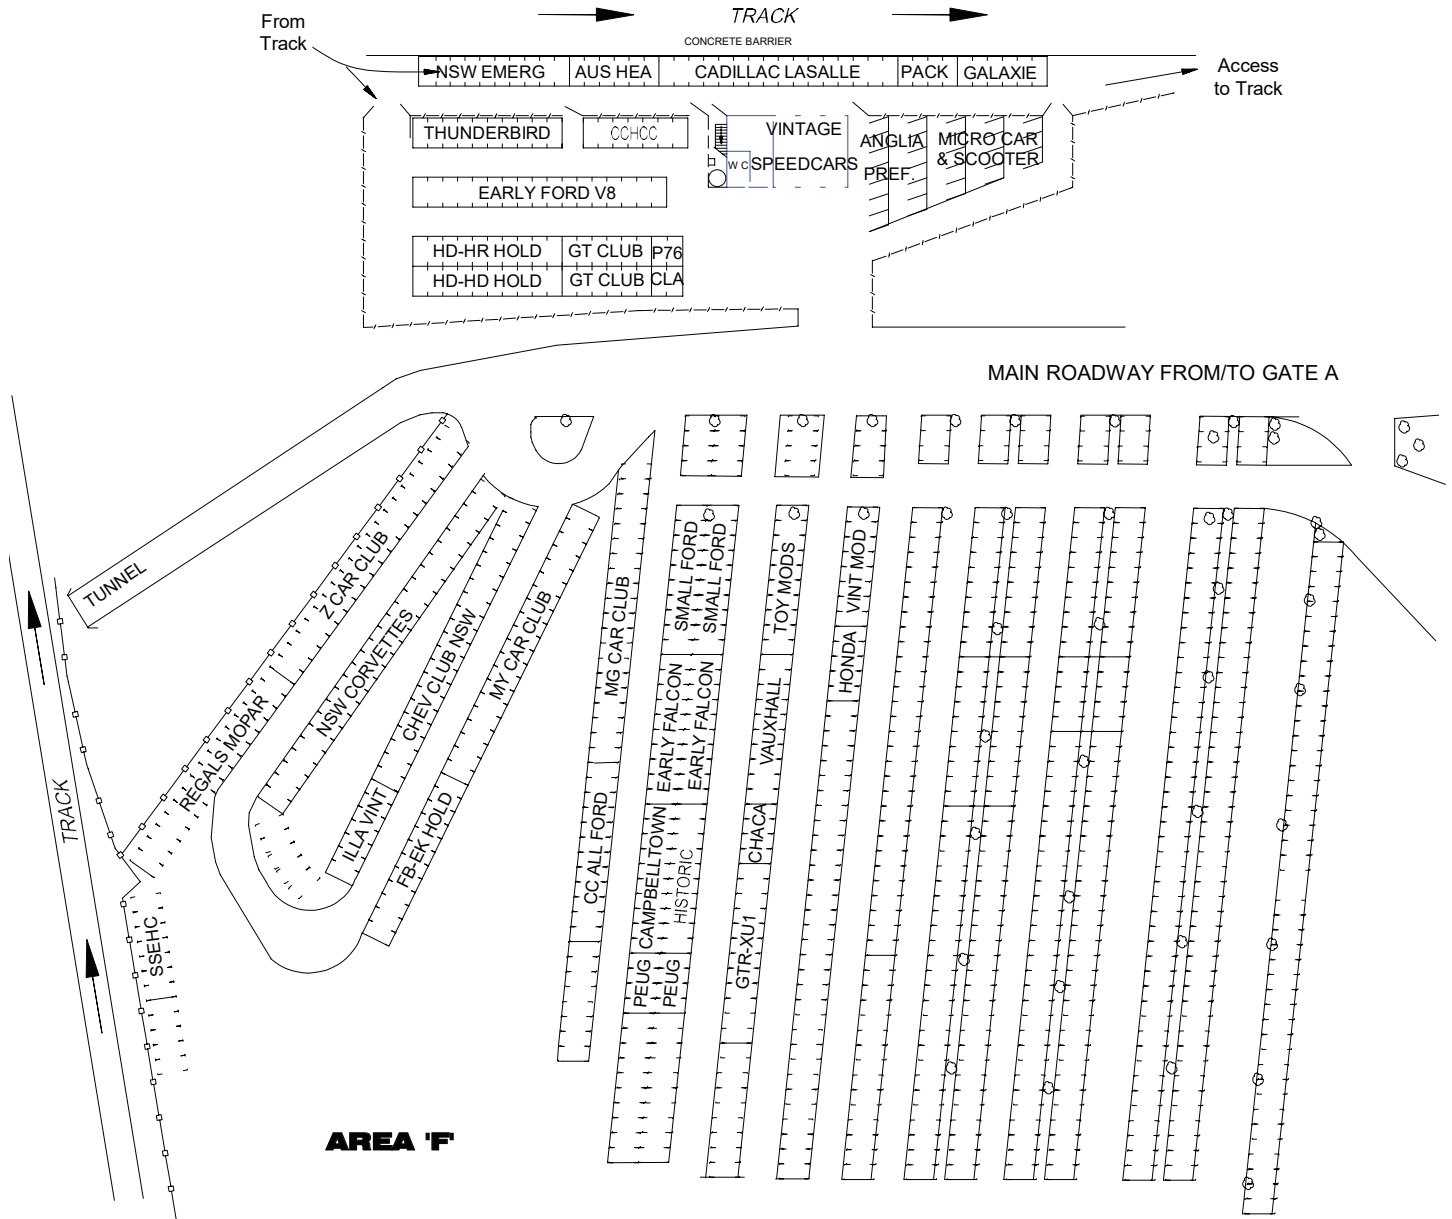 TRACK
From
Track
CONCRETE BARRIER
NSW EMERG
AUS HEA
CADILLAC LASALLE
PACK
GALAXIE
Access
to Track
THUNDERBIRD
CCHCC
VINTAGE
SPEEDCARS
W C
ANGLIA
PREF.
MICRO CAR
& SCOOTER
EARLY FORD V8
HD-HR HOLD
GT CLUB
P76
HD-HD HOLD
GT CLUB
CLA
MAIN ROADWAY FROM/TO GATE A
TUNNEL
Z CAR CLUB
REGALS MOPAR
NSW CORVETTES
CHEV CLUB NSW
ILLA VINT
MY CAR CLUB
FB-EK HOLD
MG CAR CLUB
CC ALL FORD
SMALL FORD
SMALL FORD
EARLY FALCON
EARLY FALCON
CAMPBELLTOWN
HISTORIC
PEUG
PEUG
TOY MODS
VAUXHALL
CHACA
GTR-XU1
VINT MOD
HONDA
TRACK
SSEHC
AREA 'F'